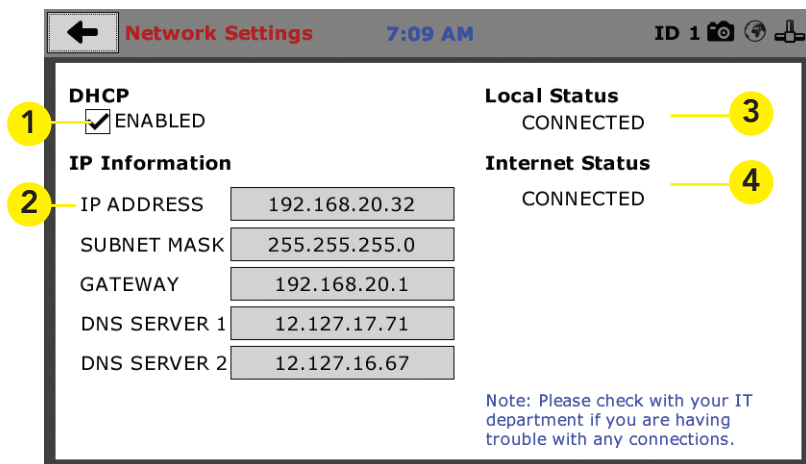 Network Settings 7:09 AM ID 1
DHCP
1 ENABLED
IP Information
2 IP ADDRESS 192.168.20.32
SUBNET MASK 255.255.255.0
GATEWAY 192.168.20.1
DNS SERVER 1 12.127.17.71
DNS SERVER 2 12.127.16.67
Local Status
CONNECTED 3
Internet Status
CONNECTED 4
Note: Please check with your IT
department if you are having
trouble with any connections.